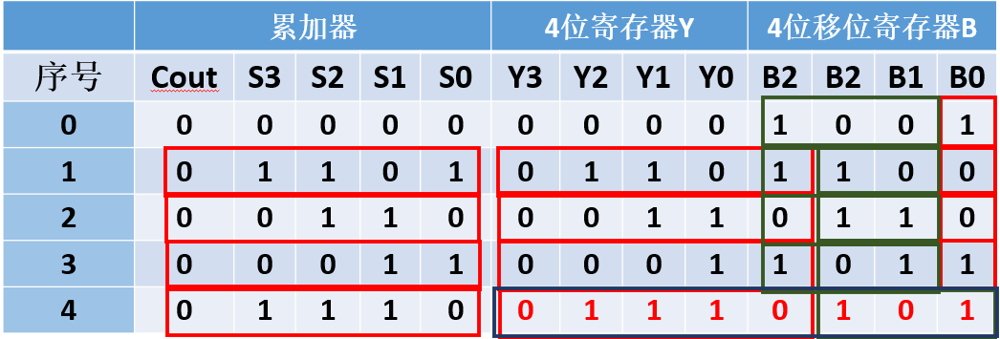 累加器 4位寄存器Y 4位移位寄存器B
序号 Cout S3 S2 S1 S0 Y3 Y2 Y1 Y0 B2 B2 B1 B0
0 0 0 0 0 0 0 0 0 0 1 0 0 1
1 0 1 1 0 1 0 1 1 0 1 1 0 0
2 0 0 1 1 0 0 0 1 1 0 1 1 0
3 0 0 0 1 1 0 0 0 1 1 0 1 1
4 0 1 1 1 0 0 1 1 1 0 1 0 1